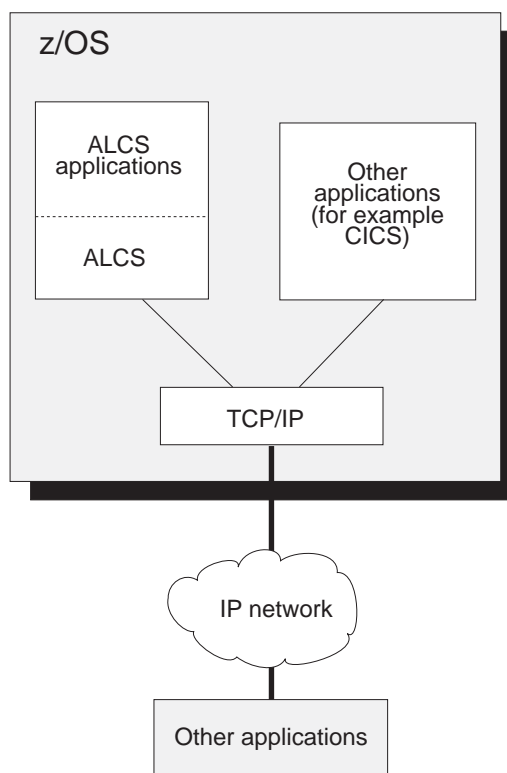 z/OS
ALCS
applications
ALCS
Other
applications
(for example
CICS)
TCP/IP
IP network
Other applications